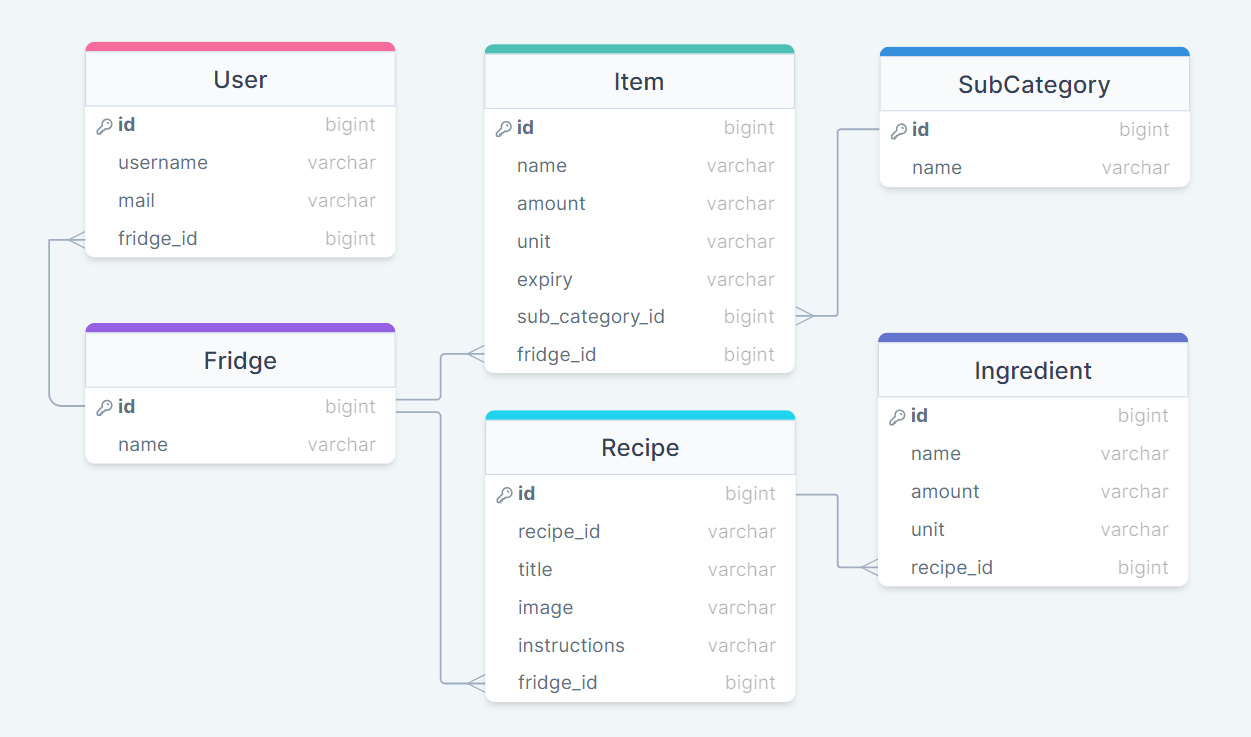 User
id bigint
username varchar
mail varchar
fridge_id bigint
Fridge
id bigint
name varchar
Item
id bigint
name varchar
amount varchar
unit varchar
expiry varchar
sub_category_id bigint
fridge_id bigint
Recipe
id bigint
recipe_id varchar
title varchar
image varchar
instructions varchar
fridge_id bigint
SubCategory
id bigint
name varchar
Ingredient
id bigint
name varchar
amount varchar
unit varchar
recipe_id bigint